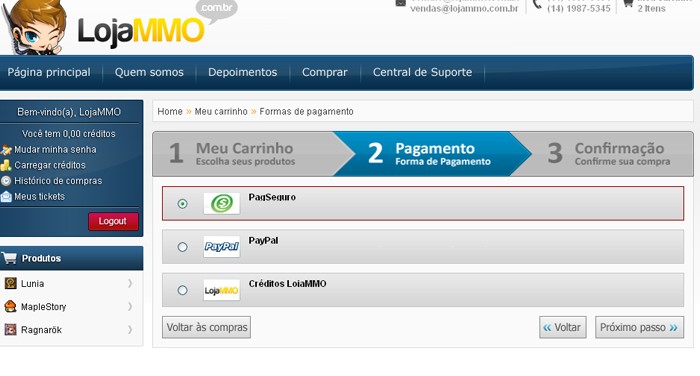 LojaMMO
com.br
vendas@lojammo.com.br
(14) 1987-5345
2 Itens
Página principal
Quem somos
Depoimentos
Comprar
Central de Suporte
Bem-vindo(a), LojaMMO
Você tem 0,00 créditos
Mudar minha senha
Carregar créditos
Histórico de compras
Meus tickets
Logout
Produtos
Lunia
MapleStory
Ragnarök
Home » Meu carrinho » Formas de pagamento
1 Meu Carrinho
Escolha seus produtos
2 Pagamento
Forma de Pagamento
3 Confirmação
Confirme sua compra
PagSeguro
PayPal
PayPal
LojaMMO
Créditos LojaMMO
Voltar às compras
« Voltar
Próximo passo »